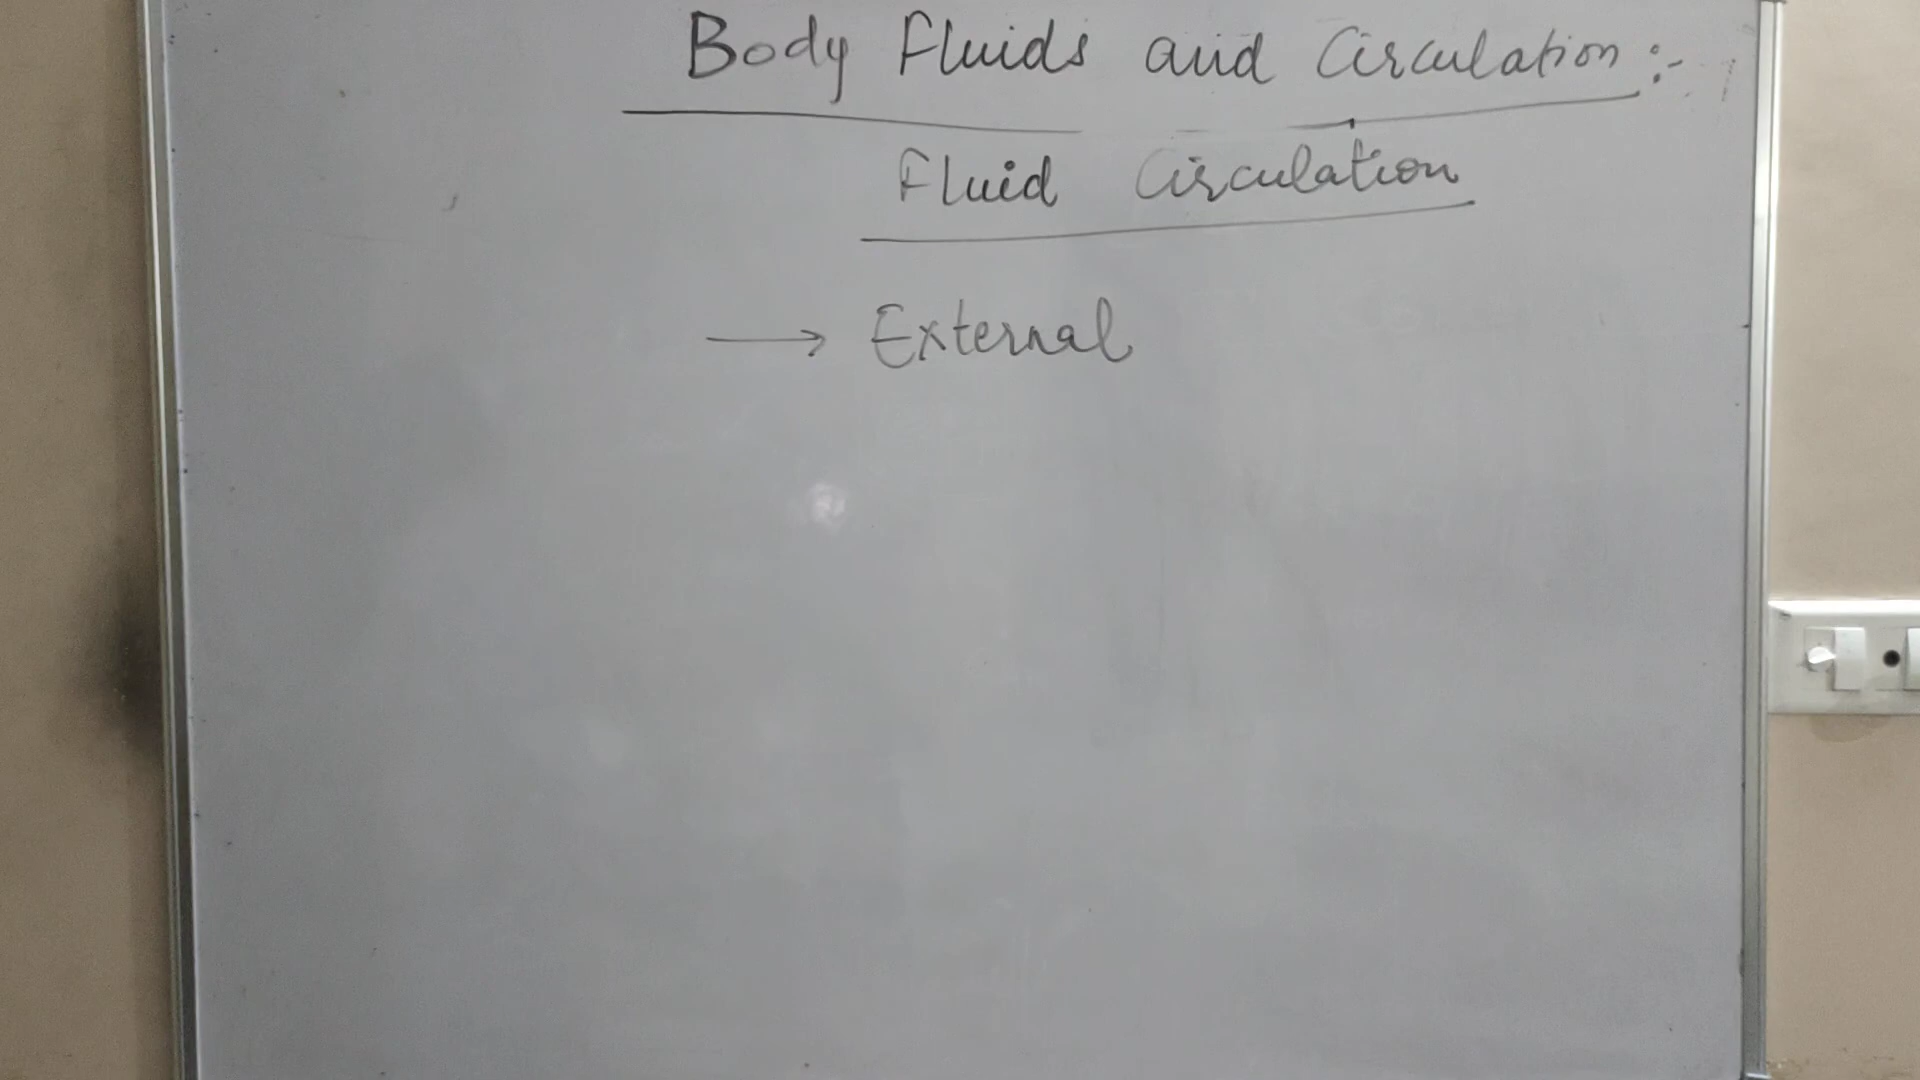 Body Fluids and Circulation :-
Fluid Circulation
→ External